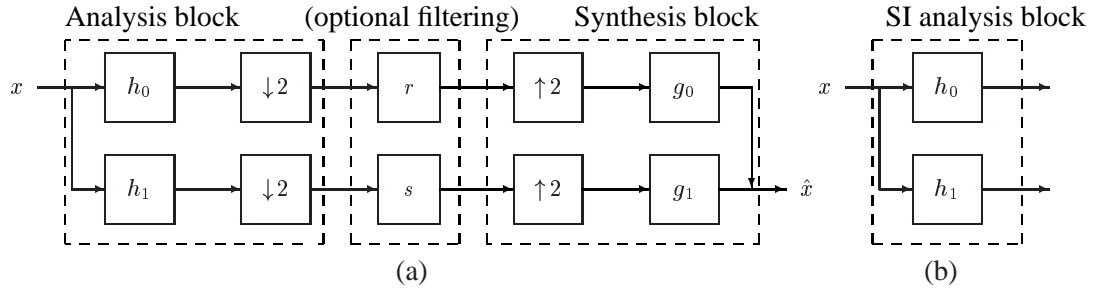 Analysis block (optional filtering) Synthesis block SI analysis block
x h₀ ↓2 r ↑2 g₀ x h₀
h₁ ↓2 s ↑2 g₁ x̂ h₁
(a) (b)